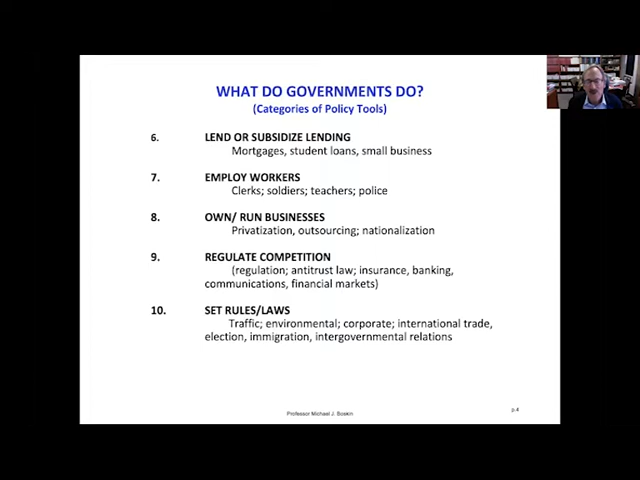 WHAT DO GOVERNMENTS DO?
(Categories of Policy Tools)
6. LEND OR SUBSIDIZE LENDING
Mortgages, student loans, small business
7. EMPLOY WORKERS
Clerks; soldiers; teachers; police
8. OWN/ RUN BUSINESSES
Privatization, outsourcing; nationalization
9. REGULATE COMPETITION
(regulation; antitrust law; insurance, banking,
communications, financial markets)
10. SET RULES/LAWS
Traffic; environmental; corporate; international trade,
election, immigration, intergovernmental relations
Professor Michael J. Boskin
p.4